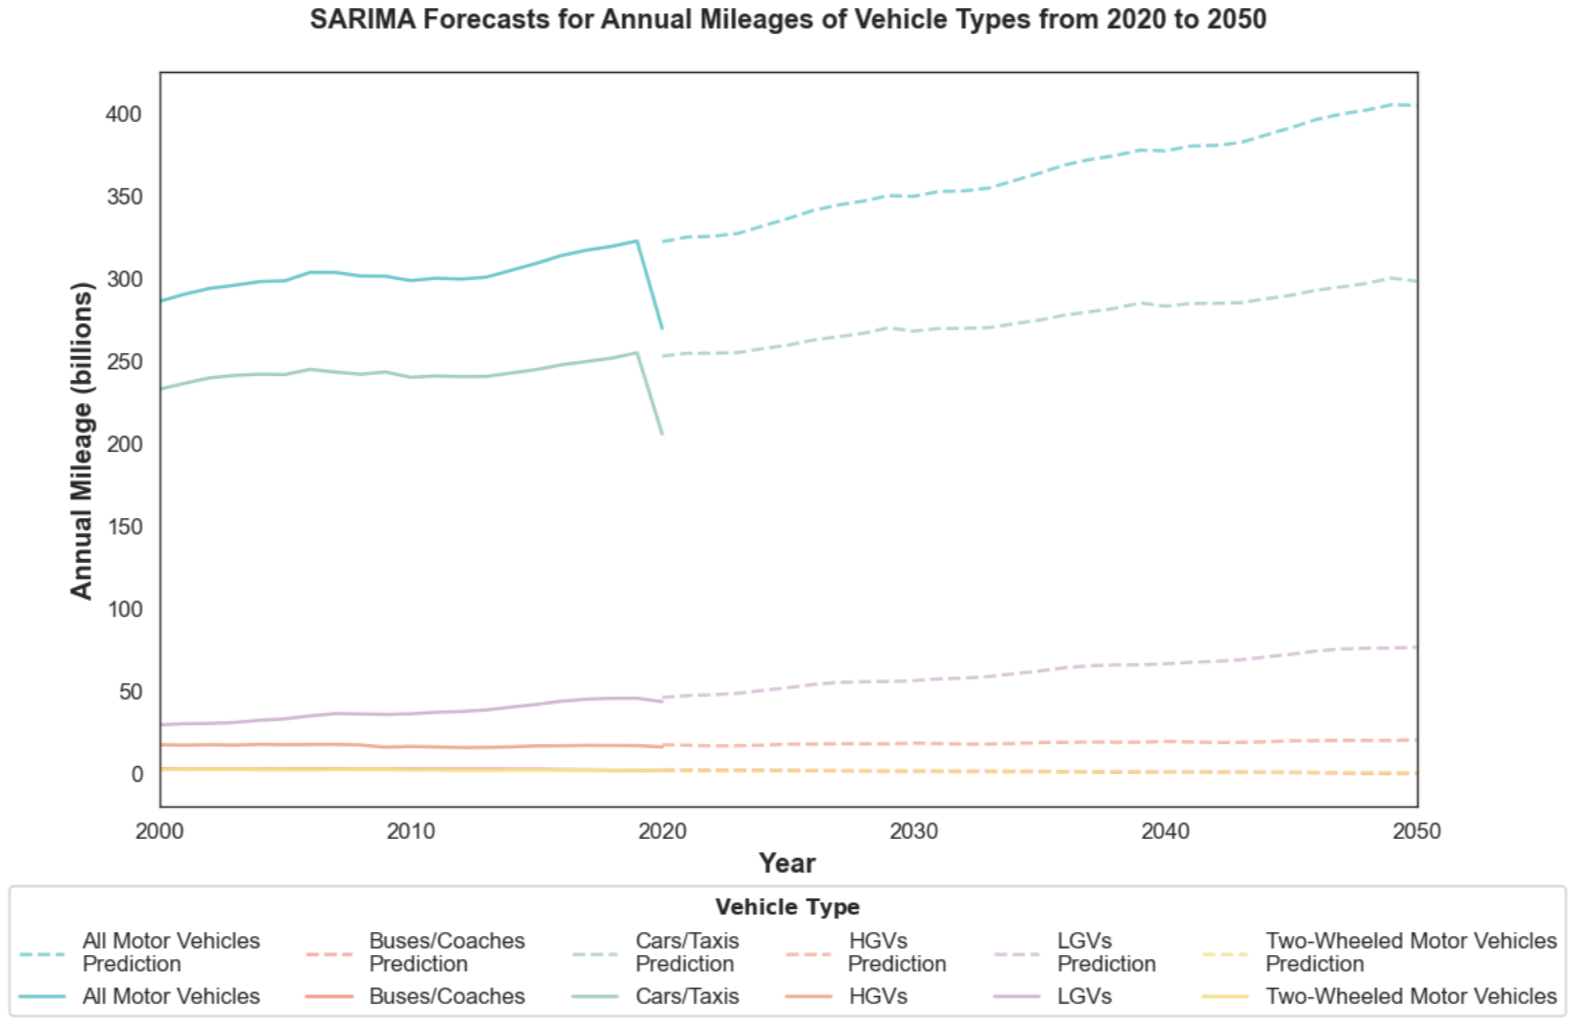 SARIMA Forecasts for Annual Mileages of Vehicle Types from 2020 to 2050
Annual Mileage (billions)
400
350
300
250
200
150
100
50
0
2000 2010 2020 2030 2040 2050
Year
Vehicle Type
All Motor Vehicles
Prediction
All Motor Vehicles
Buses/Coaches
Prediction
Buses/Coaches
Cars/Taxis
Prediction
Cars/Taxis
HGVs
Prediction
HGVs
LGVs
Prediction
LGVs
Two-Wheeled Motor Vehicles
Prediction
Two-Wheeled Motor Vehicles